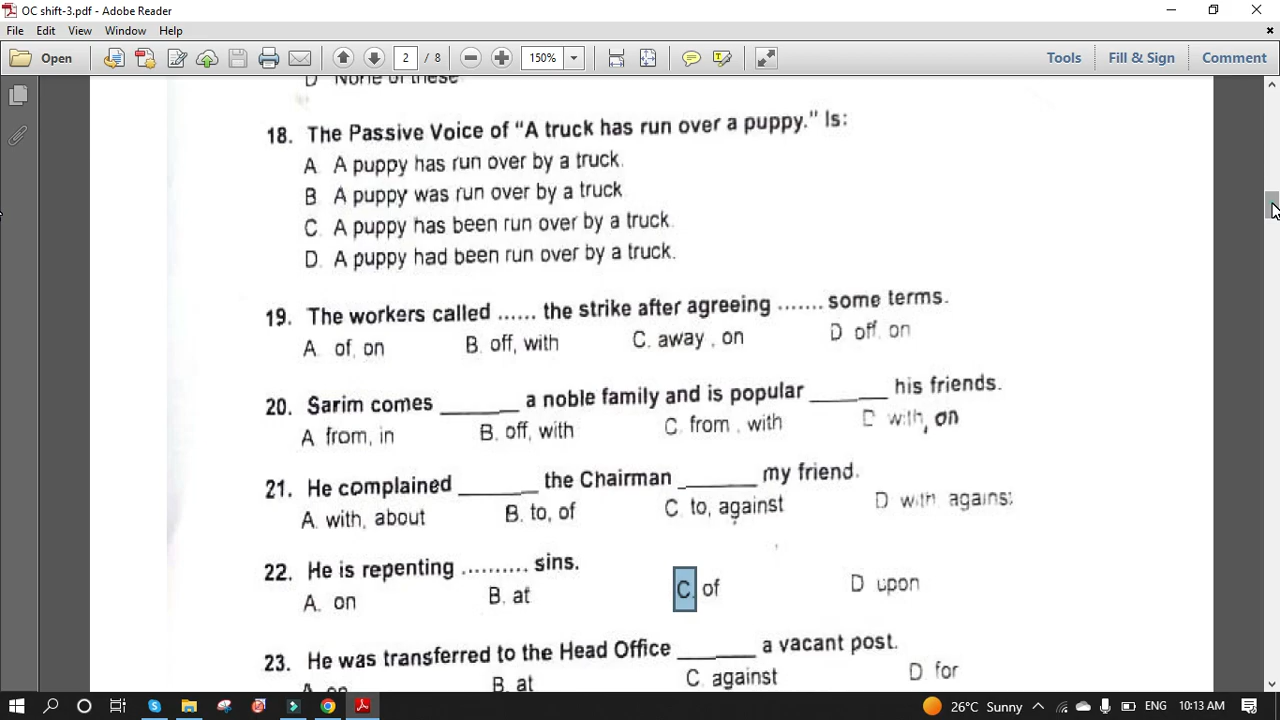 OC shift-3.pdf - Adobe Reader
File Edit View Window Help
Open 2 / 8 150% Tools Fill & Sign Comment
D None of these
18. The Passive Voice of “A truck has run over a puppy.” Is:
A. A puppy has run over by a truck.
B. A puppy was run over by a truck
C. A puppy has been run over by a truck.
D. A puppy had been run over by a truck.
19. The workers called ...... the strike after agreeing ....... some terms.
A. of, on B. off, with C. away , on D off, on
20. Sarim comes _______ a noble family and is popular _______ his friends.
A from, in B. off, with C. from , with D with, on
21. He complained _______ the Chairman _______ my friend.
A. with, about B. to, of C. to, against D with against
22. He is repenting .......... sins.
A. on B. at C. of D upon
23. He was transferred to the Head Office _______ a vacant post.
A. on B. at C. against D for
26°C Sunny ENG 10:13 AM